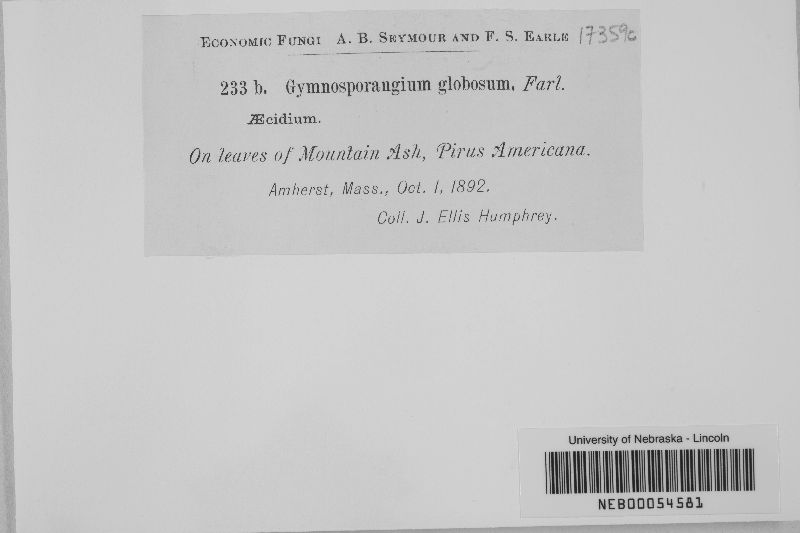 Economic Fungi A. B. Seymour and F. S. Earle 17359c
233 b. Gymnosporangium globosum, Farl.
Æcidium.
On leaves of Mountain Ash, Pirus Americana.
Amherst, Mass., Oct. 1, 1892.
Coll. J. Ellis Humphrey.
University of Nebraska - Lincoln
NEB00054581